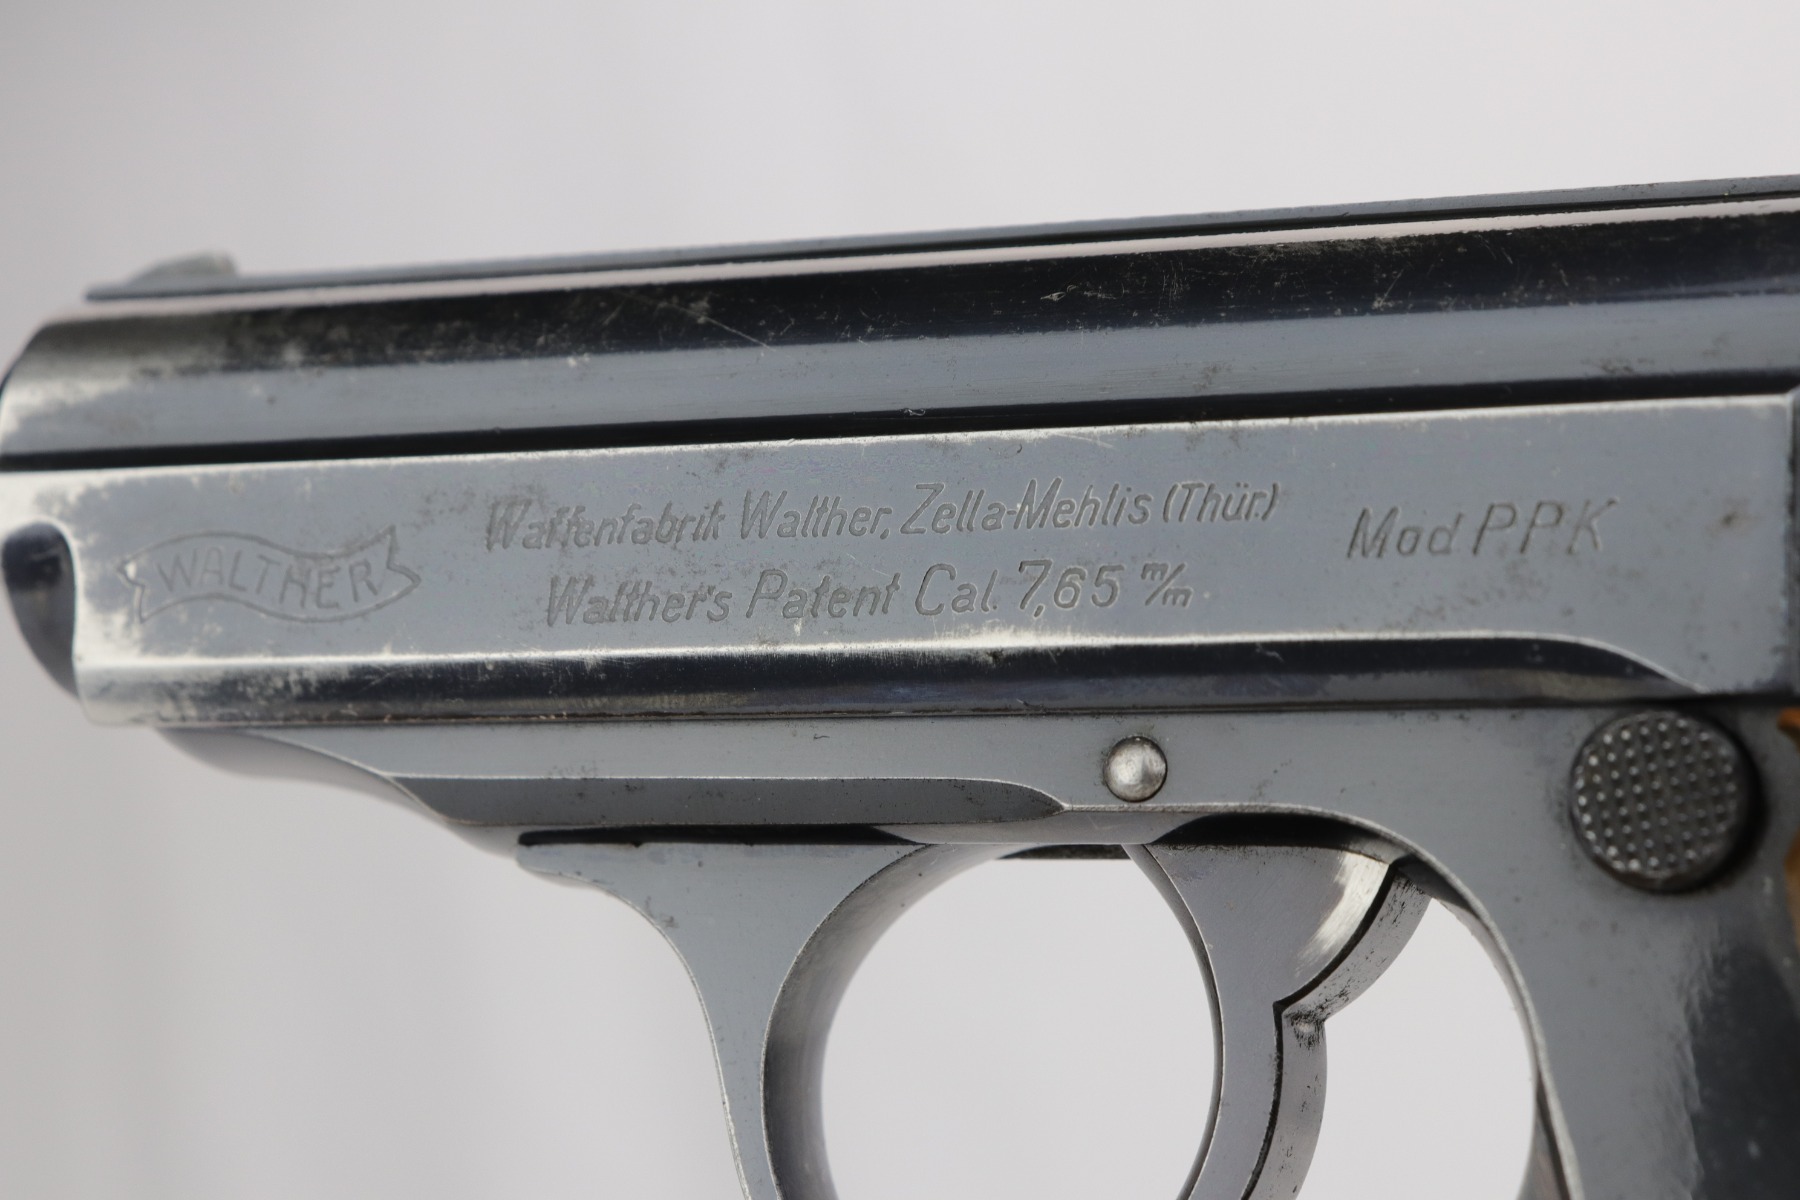 WALTHER
Waffenfabrik Walther, Zella-Mehlis (Thür.)
Walther's Patent Cal. 7,65 m/m
Mod PPK